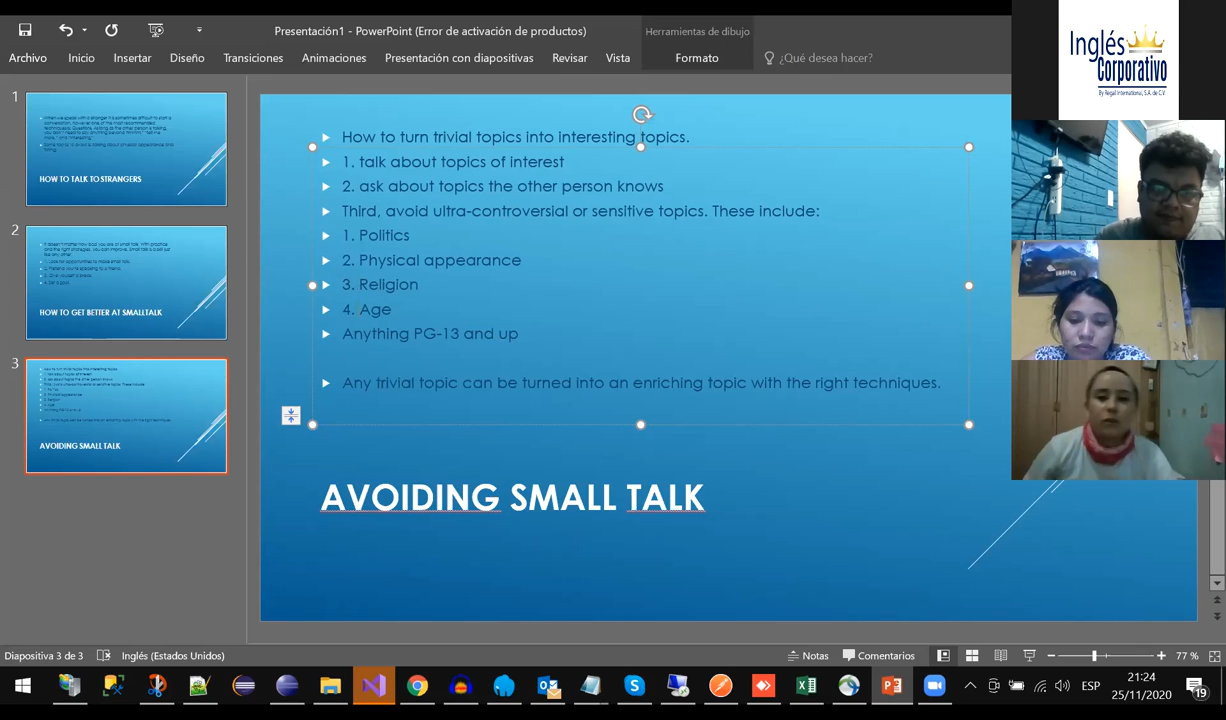 Presentación1 - PowerPoint (Error de activación de productos)
Herramientas de dibujo
Archivo Inicio Insertar Diseño Transiciones Animaciones Presentación con diapositivas Revisar Vista Formato ¿Qué desea hacer?
Inglés
Corporativo
By Regal International, S.A. de C.V.
1
HOW TO TALK TO STRANGERS
2
HOW TO GET BETTER AT SMALLTALK
3
AVOIDING SMALL TALK
How to turn trivial topics into interesting topics.
1. talk about topics of interest
2. ask about topics the other person knows
Third, avoid ultra-controversial or sensitive topics. These include:
1. Politics
2. Physical appearance
3. Religion
4. Age
Anything PG-13 and up
Any trivial topic can be turned into an enriching topic with the right techniques.
AVOIDING SMALL TALK
Diapositiva 3 de 3 Inglés (Estados Unidos) Notas Comentarios 77 %
ESP
21:24
25/11/2020
19